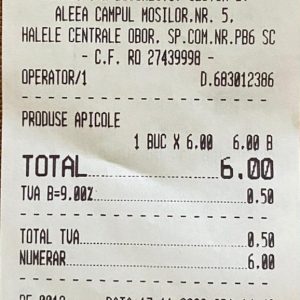 ALEEA CAMPUL MOSILOR.NR. 5,
HALELE CENTRALE OBOR, SP.COM.NR.PB6 SC
- C.F. RO 27439998 -
OPERATOR/1 D.683012386
PRODUSE APICOLE
1 BUC X 6.00 6.00 B
TOTAL 6.00
TVA B=9.00% 0.50
TOTAL TVA 0.50
NUMERAR 6.00